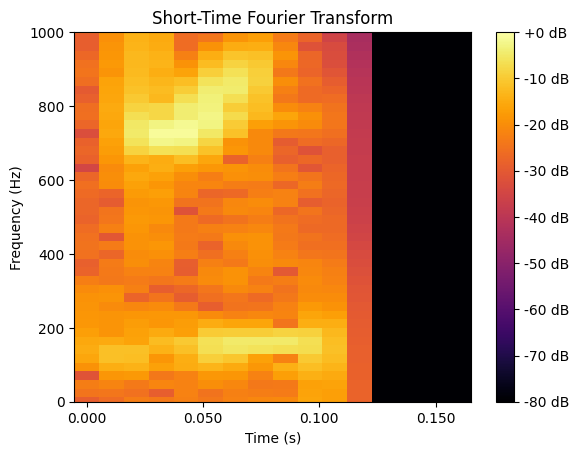 Short-Time Fourier Transform
1000
800
600
400
200
0
Frequency (Hz)
0.000
0.050
0.100
0.150
Time (s)
+0 dB
-10 dB
-20 dB
-30 dB
-40 dB
-50 dB
-60 dB
-70 dB
-80 dB